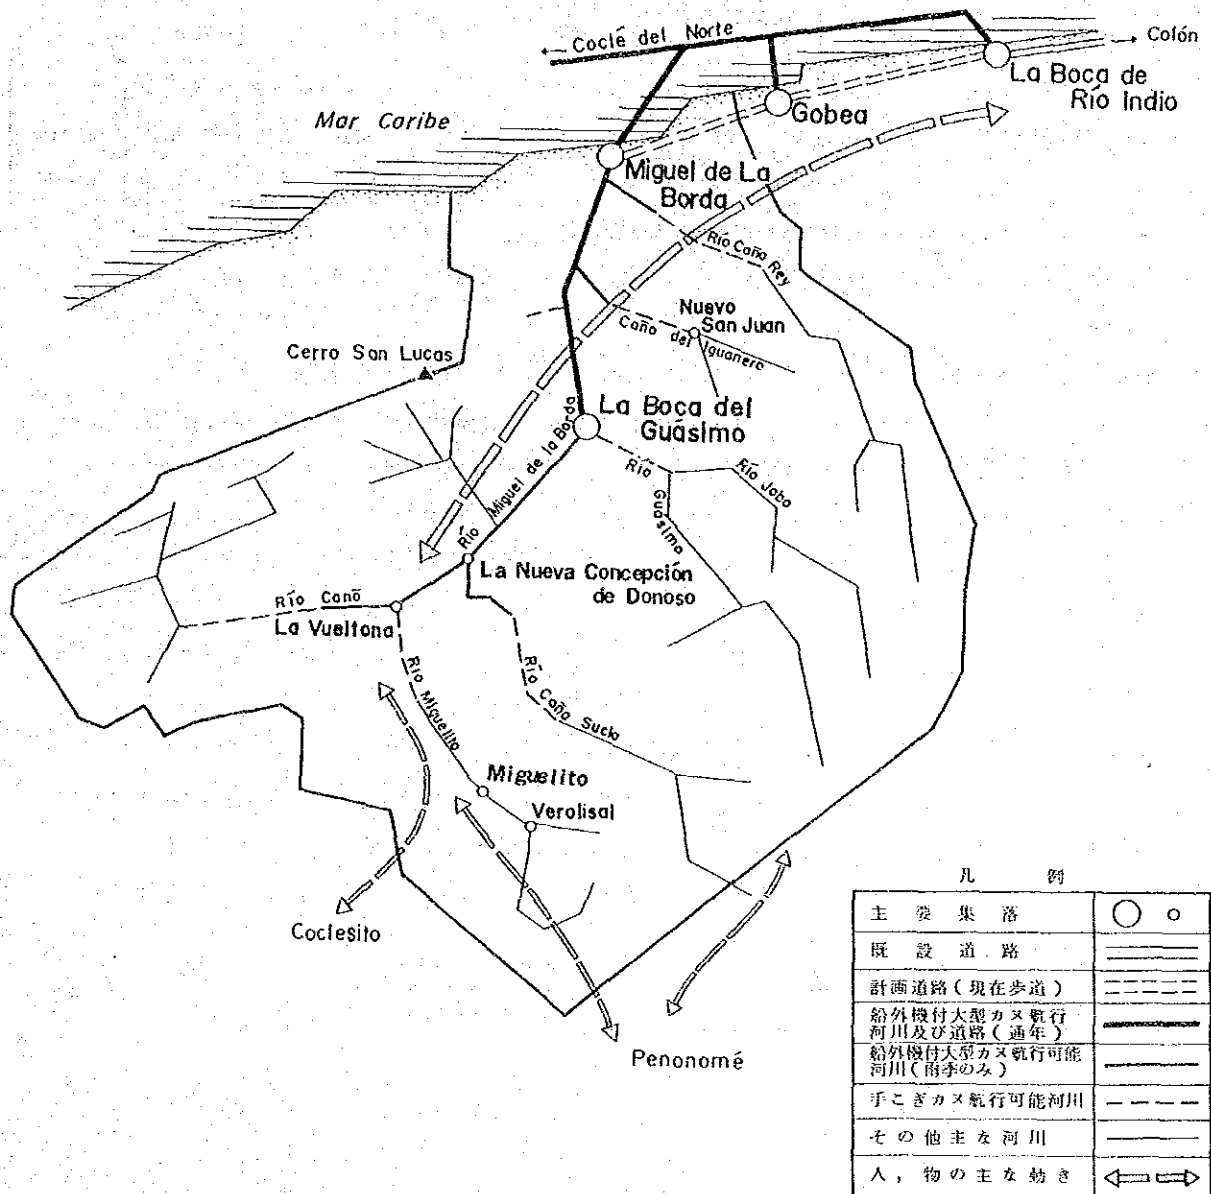 Coclé del Norte
Colón
La Boca de
Río Indio
Gobea
Mar Caribe
Miguel de La
Borda
Río Caño Rey
Nuevo
San Juan
Caño del Iguanero
Cerro San Lucas
La Boca del
Guásimo
Río Miguel de la Borda
Río Guásimo
Río Jobo
La Nueva Concepción
de Donoso
Río Canõ
La Vueltona
Río Miguelito
Río Caño Sucio
Miguelito
Verolisal
Coclesito
Penonomé
凡 例
主要集落
既設道路
計画道路(現在歩道)
船外機付大型カヌ航行
河川及び道路(通年)
船外機付大型カヌ航行可能
河川(雨季のみ)
手こぎカヌ航行可能河川
その他主な河川
人,物の主な動き